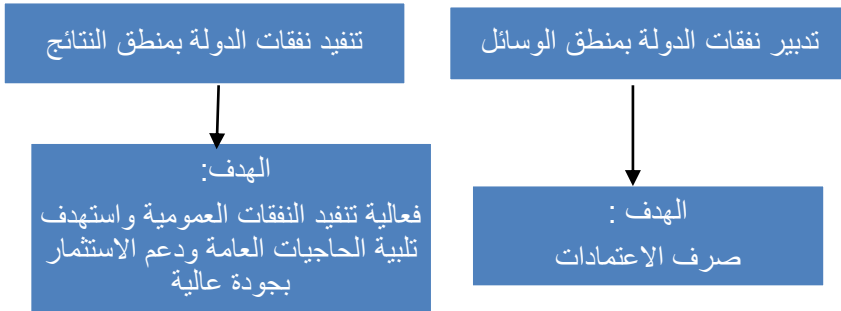 تدبير نفقات الدولة بمنطق الوسائل
تنفيد نفقات الدولة بمنطق النتائج
الهدف :
صرف الاعتمادات
الهدف:
فعالية تنفيد النفقات العمومية واستهدف
تلبية الحاجيات العامة ودعم الاستثمار
بجودة عالية